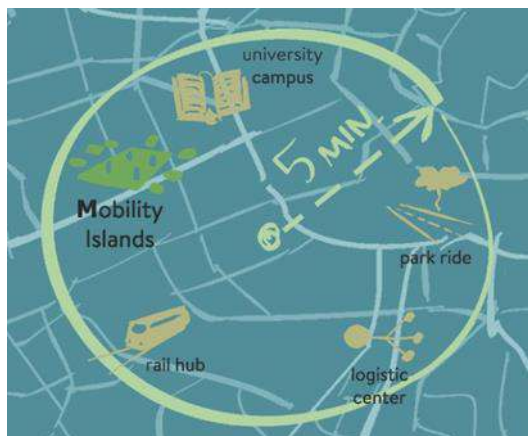 university
campus
5 MIN.
Mobility
Islands
park ride
rail hub
logistic
center